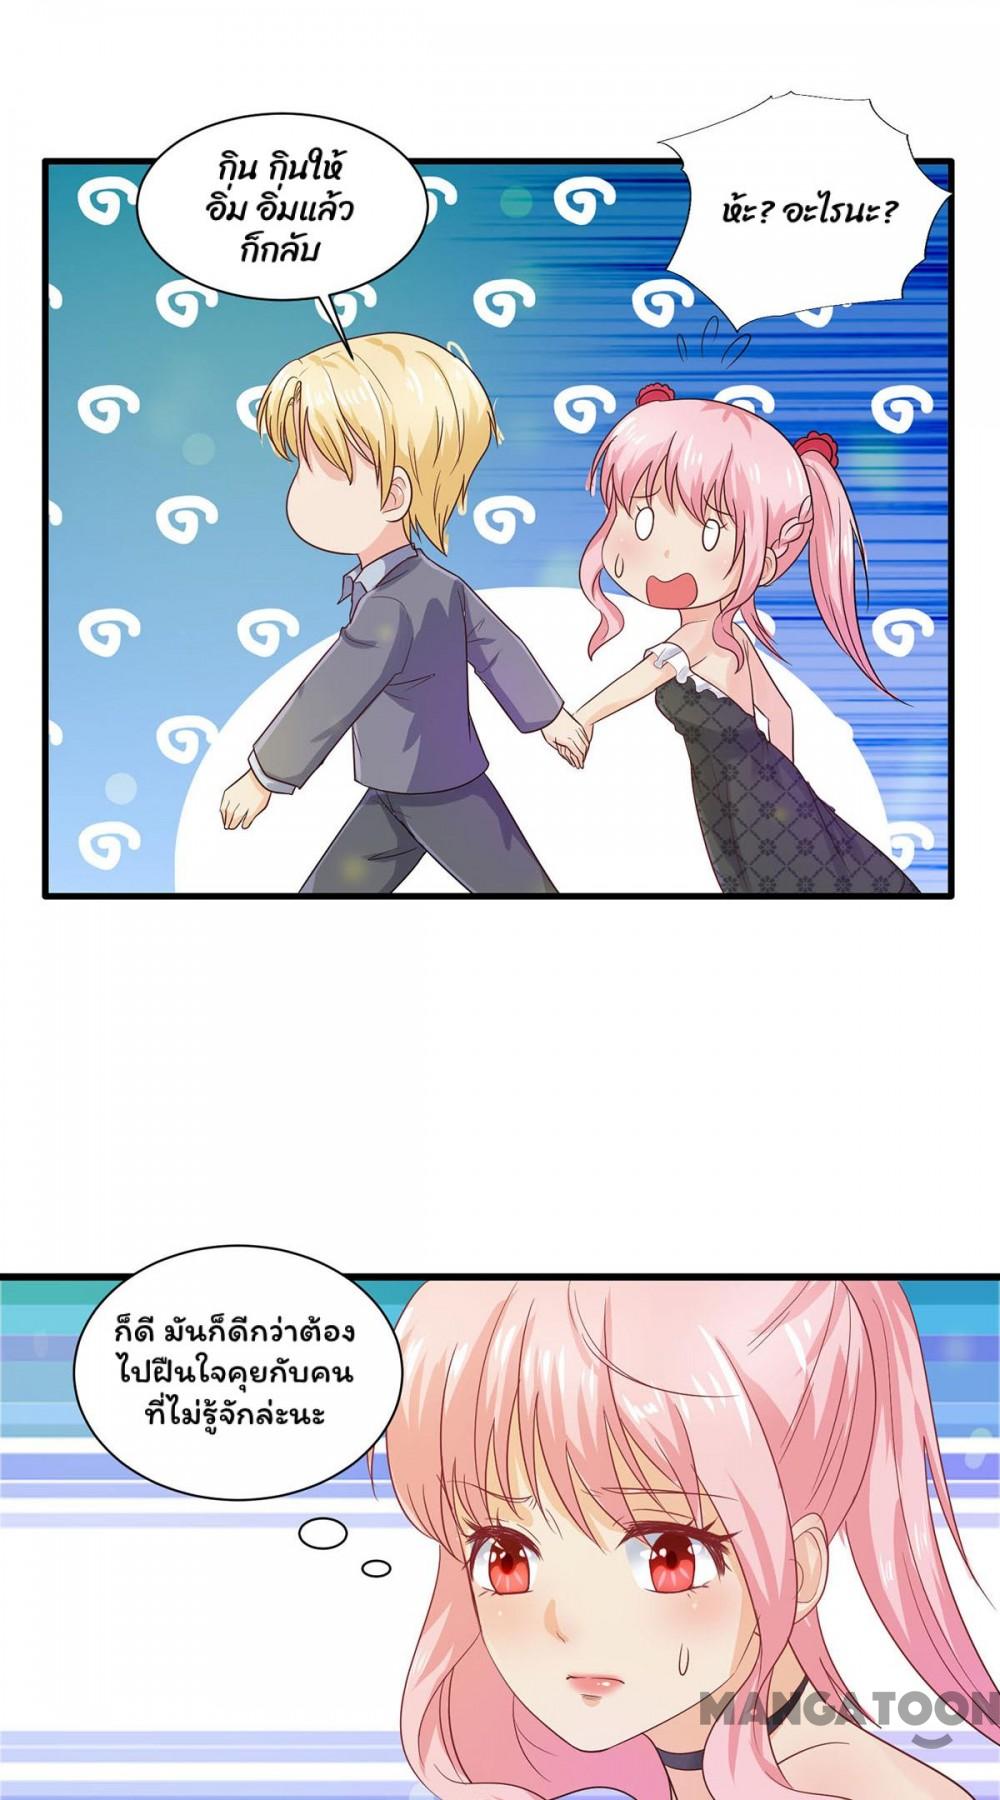 กิน กินให้
อิ่ม อิ่มแล้ว
ก็กลับ
ห้ะ? อะไรนะ?
ก็ดี มันก็ดีกว่าต้อง
ไปฝืนใจคุยกับคน
ที่ไม่รู้จักล่ะนะ
MANGATOON